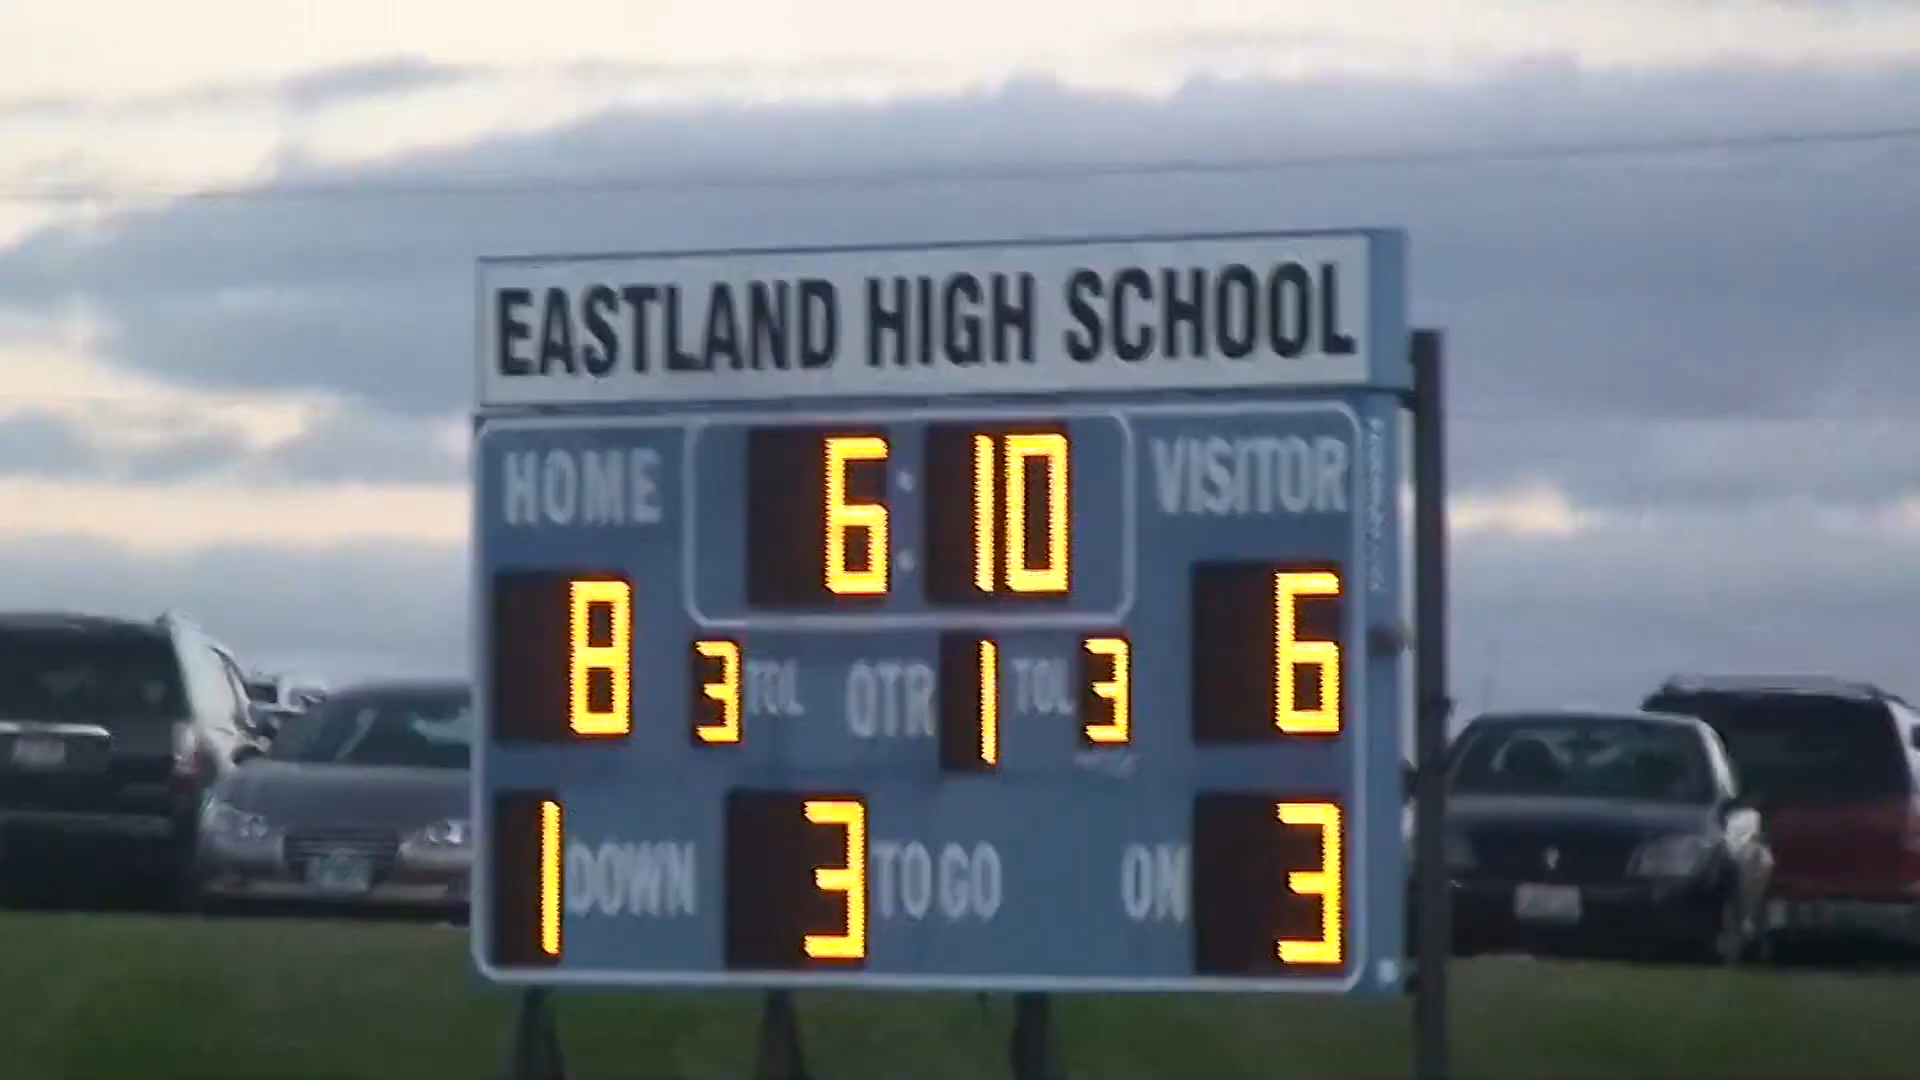 EASTLAND HIGH SCHOOL
HOME 6:10 VISITOR
8 3 TOL QTR 1 TOL 3 6
1 DOWN 3 TO GO ON 3